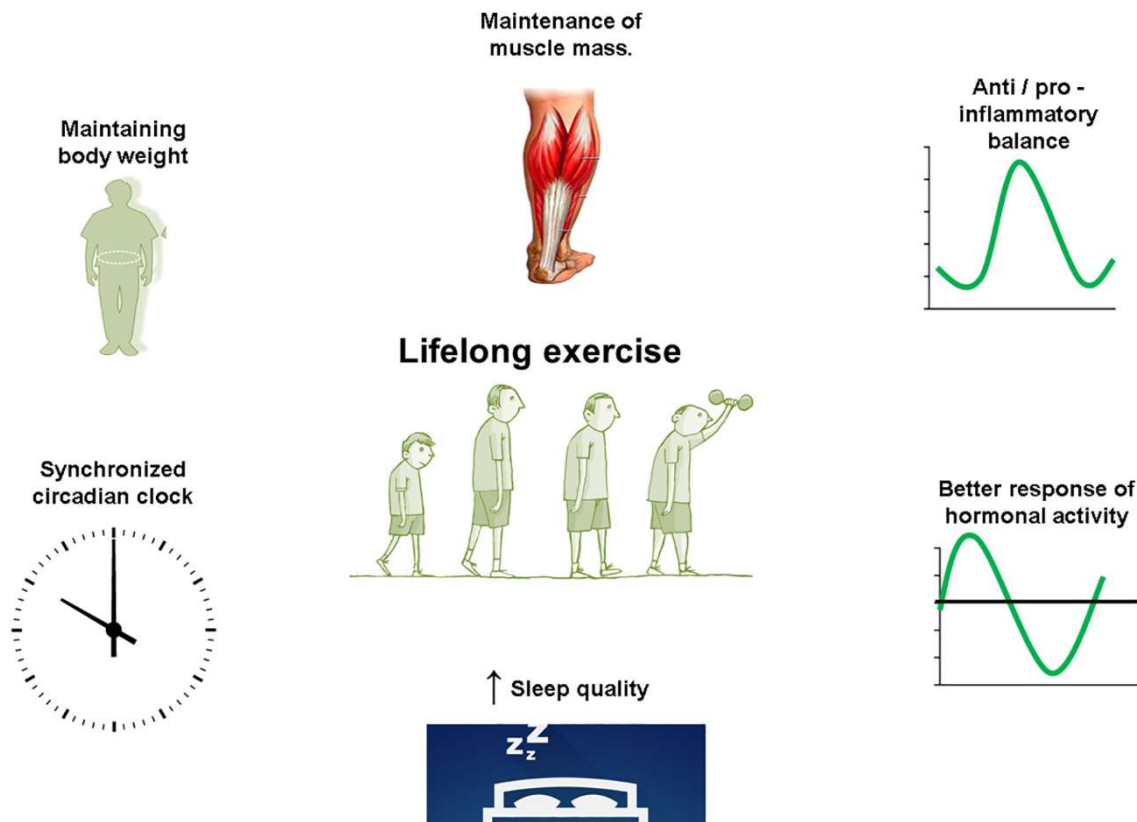 Maintenance of
muscle mass.
Maintaining
body weight
Anti / pro -
inflammatory
balance
Lifelong exercise
Synchronized
circadian clock
Better response of
hormonal activity
↑ Sleep quality
z z z